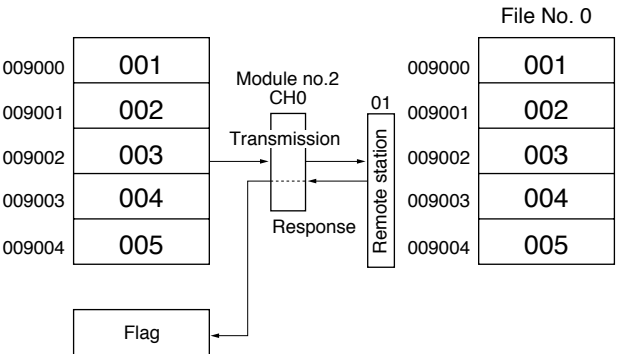 File No. 0
009000 001
009001 002
009002 003
009003 004
009004 005
Module no.2
CH0
Transmission
Response
01
Remote station
009000 001
009001 002
009002 003
009003 004
009004 005
Flag